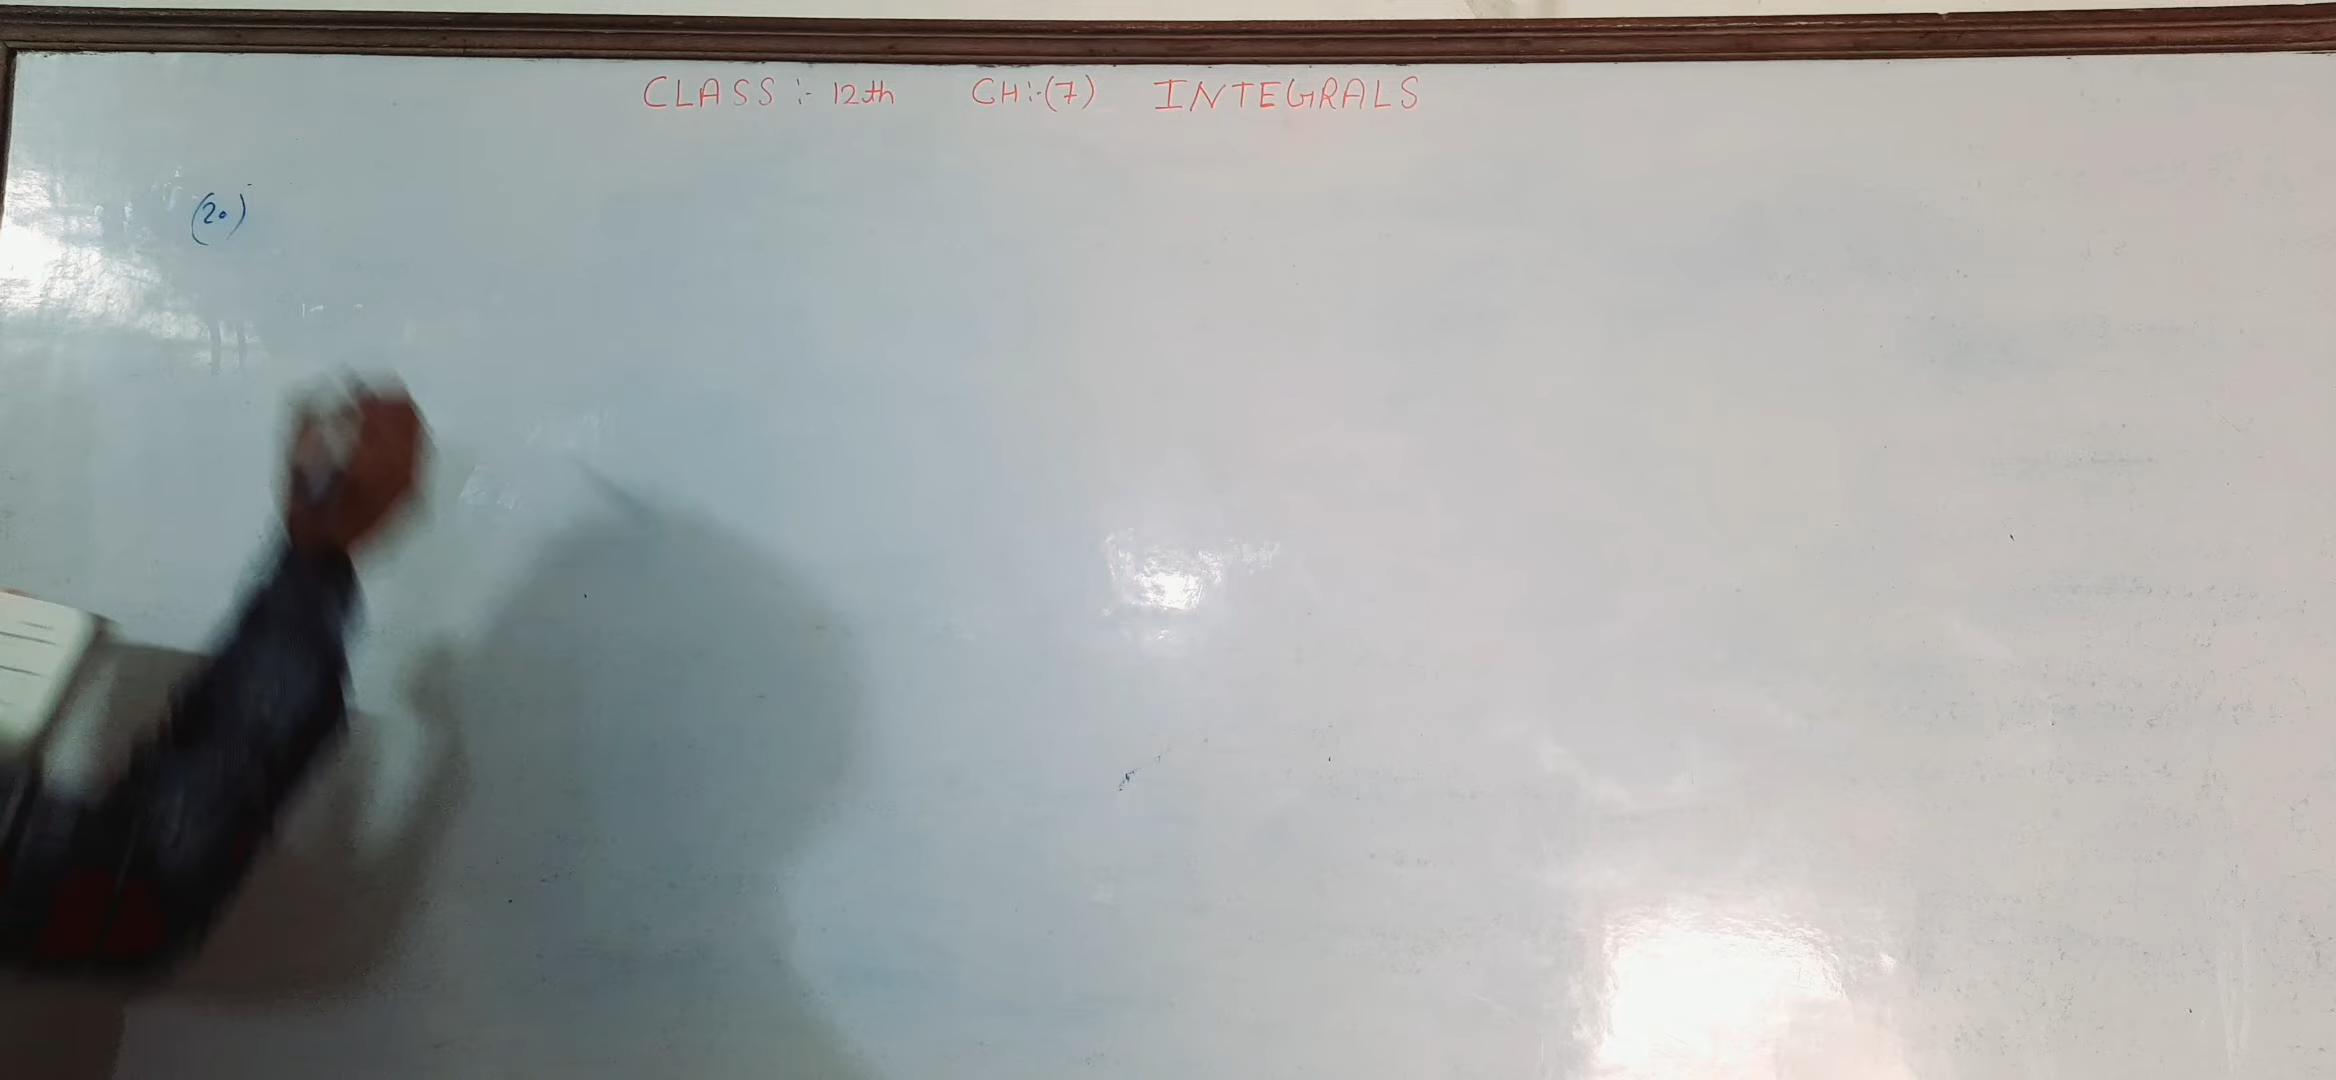 CLASS :- 12th CH:-(7) INTEGRALS
(20)